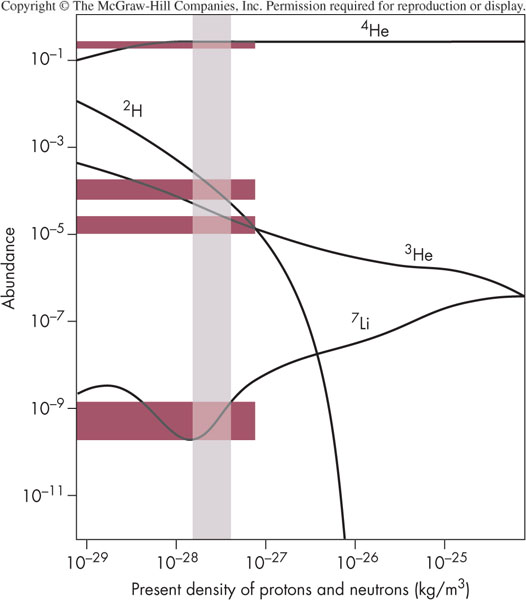 Copyright © The McGraw-Hill Companies, Inc. Permission required for reproduction or display.
⁴He
10⁻¹
²H
10⁻³
10⁻⁵
³He
Abundance
10⁻⁷
⁷Li
10⁻⁹
10⁻¹¹
10⁻²⁹ 10⁻²⁸ 10⁻²⁷ 10⁻²⁶ 10⁻²⁵
Present density of protons and neutrons (kg/m³)